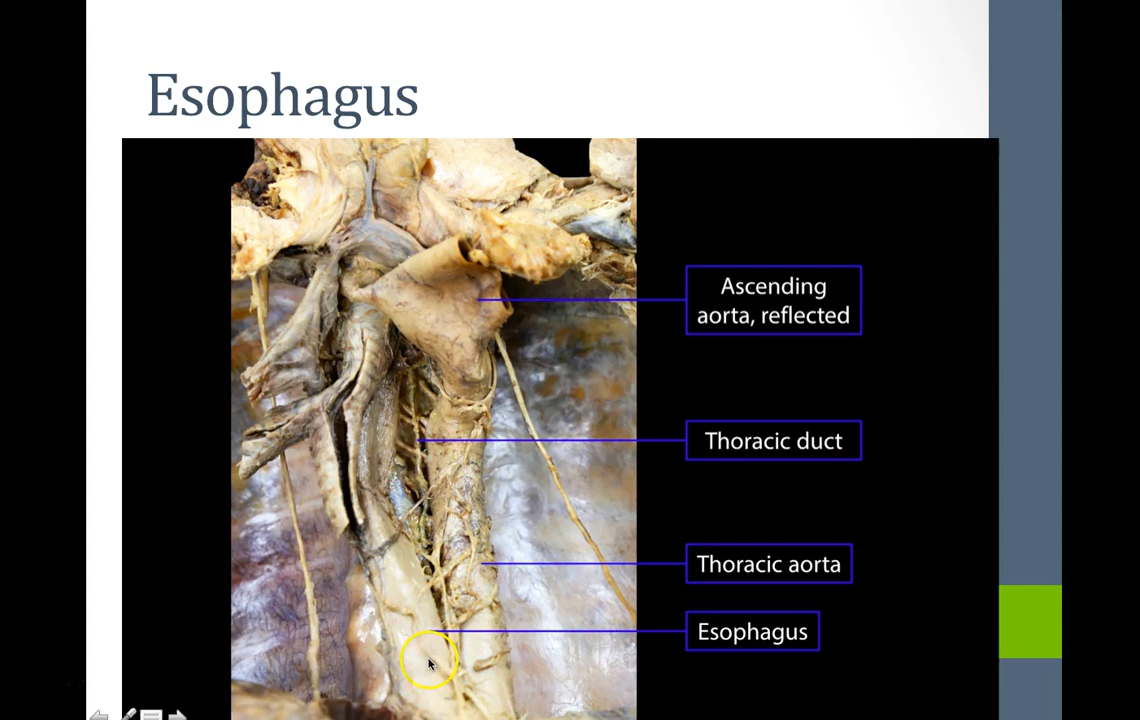 Esophagus
Ascending
aorta, reflected
Thoracic duct
Thoracic aorta
Esophagus